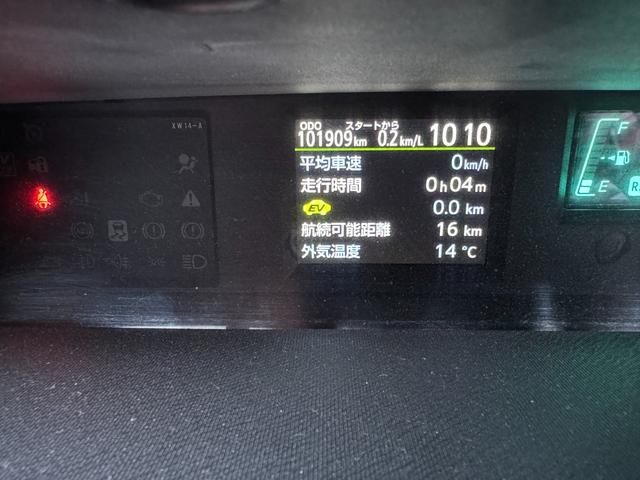 XW14-A
ODO スタートから
101909km 0.2km/L 10 10
平均車速 0km/h
走行時間 0h04m
EV 0.0 km
航続可能距離 16 km
外気温度 14 ℃
F
E
R